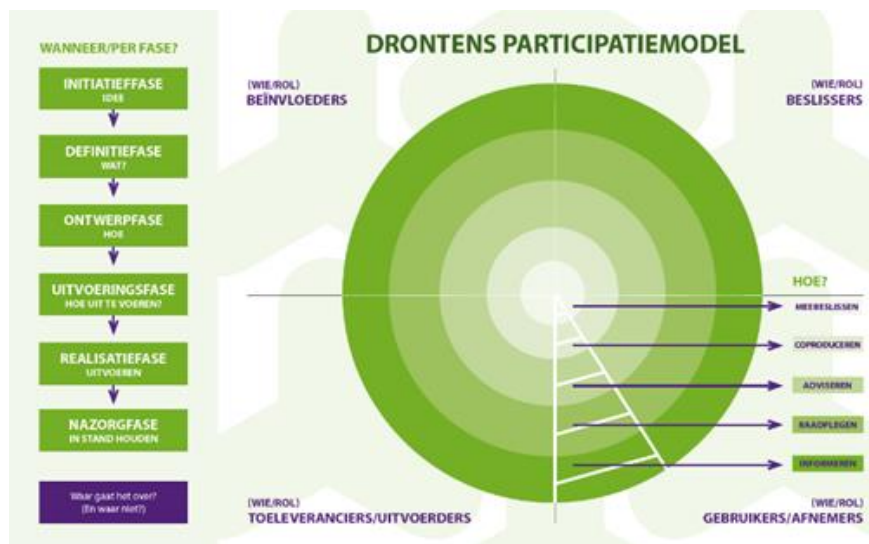 WANNEER/PER FASE?
INITIATIEFFASE
IDEE
DEFINITIEFASE
WAT?
ONTWERPFASE
HOE
UITVOERINGSFASE
HOE UIT TE VOEREN?
REALISATIEFASE
UITVOEREN
NAZORGFASE
IN STAND HOUDEN
Waar gaat het over?
(En waar niet?)
DRONTENS PARTICIPATIEMODEL
(WIE/ROL)
BEÏNVLOEDERS
(WIE/ROL)
BESLISSERS
HOE?
MEEBESLISSEN
COPRODUCEREN
ADVISEREN
RAADPLEGEN
INFORMEREN
(WIE/ROL)
TOELEVERANCIERS/UITVOERDERS
(WIE/ROL)
GEBRUIKERS/AFNEMERS